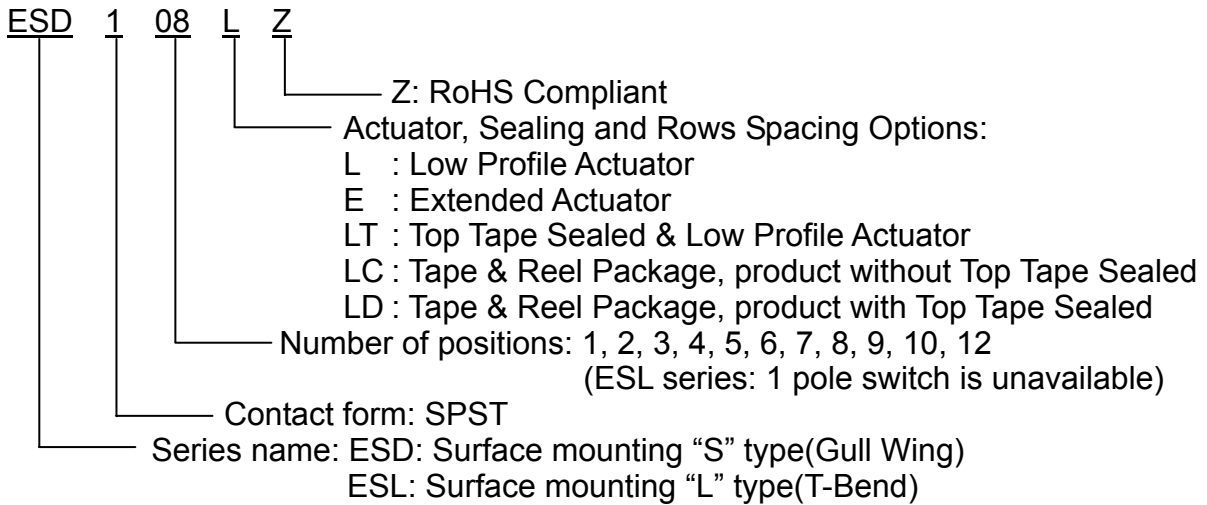 ESD 1 08 L Z
Z: RoHS Compliant
Actuator, Sealing and Rows Spacing Options:
L : Low Profile Actuator
E : Extended Actuator
LT : Top Tape Sealed & Low Profile Actuator
LC : Tape & Reel Package, product without Top Tape Sealed
LD : Tape & Reel Package, product with Top Tape Sealed
Number of positions: 1, 2, 3, 4, 5, 6, 7, 8, 9, 10, 12
(ESL series: 1 pole switch is unavailable)
Contact form: SPST
Series name: ESD: Surface mounting “S” type(Gull Wing)
ESL: Surface mounting “L” type(T-Bend)